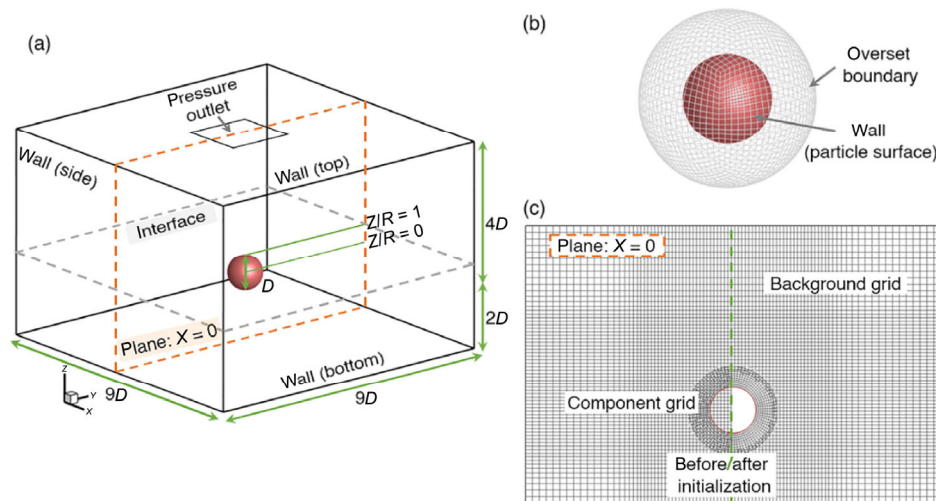 (a)
Pressure
outlet
Wall (side)
Wall (top)
Interface
Z/R = 1
Z/R = 0
4D
D
2D
Plane: X = 0
Wall (bottom)
Z
Y
X
9D
9D
(b)
Overset
boundary
Wall
(particle surface)
(c)
Plane: X = 0
Background grid
Component grid
Before/after
initialization